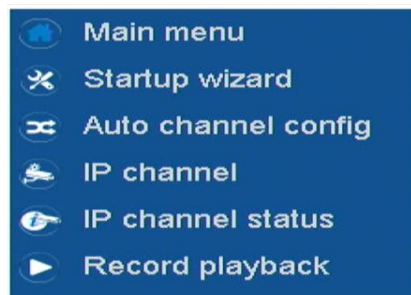 Main menu
Startup wizard
Auto channel config
IP channel
IP channel status
Record playback